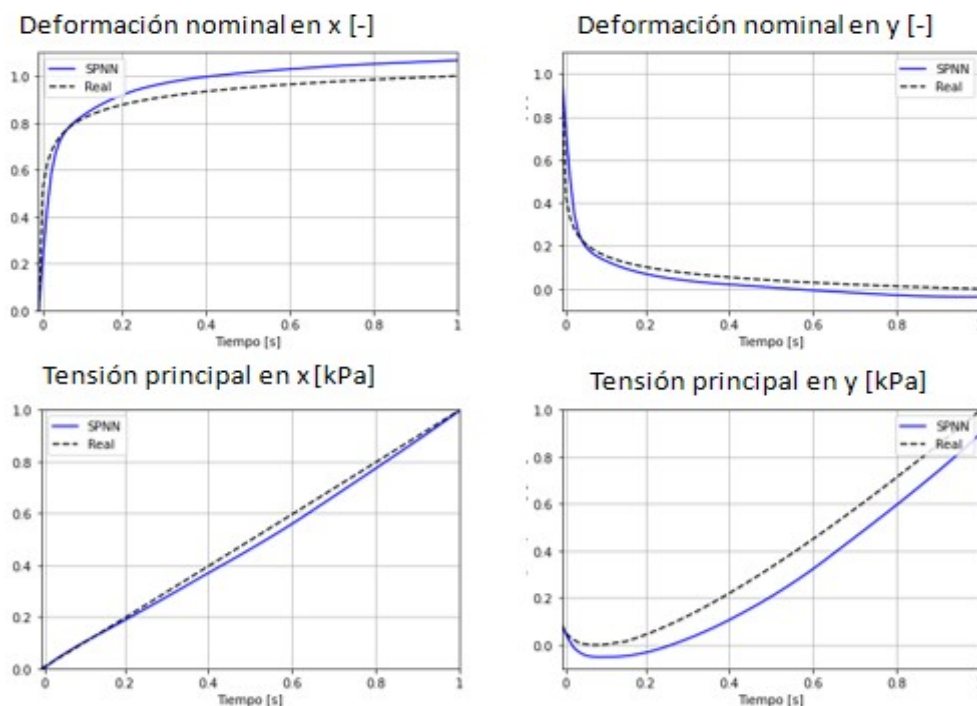 Deformación nominal en x [-]
SPNN
Real
1.0
0.8
0.6
0.4
0.2
0.0
0 0.2 0.4 0.6 0.8 1
Tiempo [s]
Deformación nominal en y [-]
SPNN
Real
1.0
0.8
0.6
0.4
0.2
0.0
0 0.2 0.4 0.6 0.8
Tiempo [s]
Tensión principal en x [kPa]
SPNN
Real
1.0
0.8
0.6
0.4
0.2
0.0
0 0.2 0.4 0.6 0.8 1
Tiempo [s]
Tensión principal en y [kPa]
SPNN
Real
1.0
0.8
0.6
0.4
0.2
0.0
0 0.2 0.4 0.6 0.8
Tiempo [s]